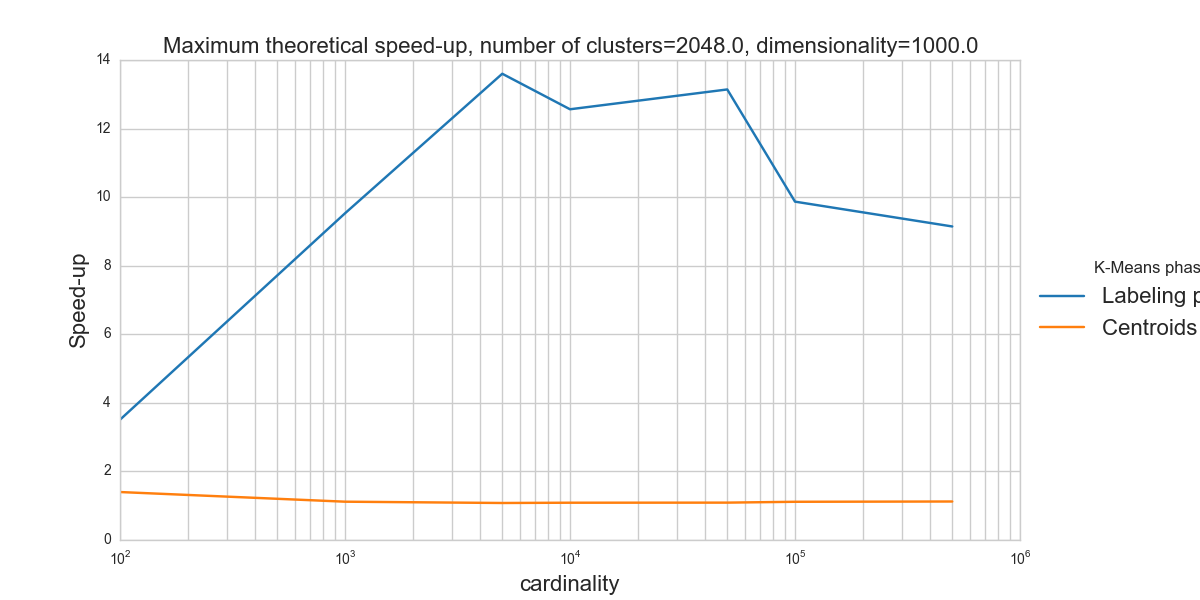 Maximum theoretical speed-up, number of clusters=2048.0, dimensionality=1000.0
14
12
10
8
6
4
2
0
Speed-up
10²
10³
10⁴
10⁵
10⁶
cardinality
K-Means phas
Labeling p
Centroids